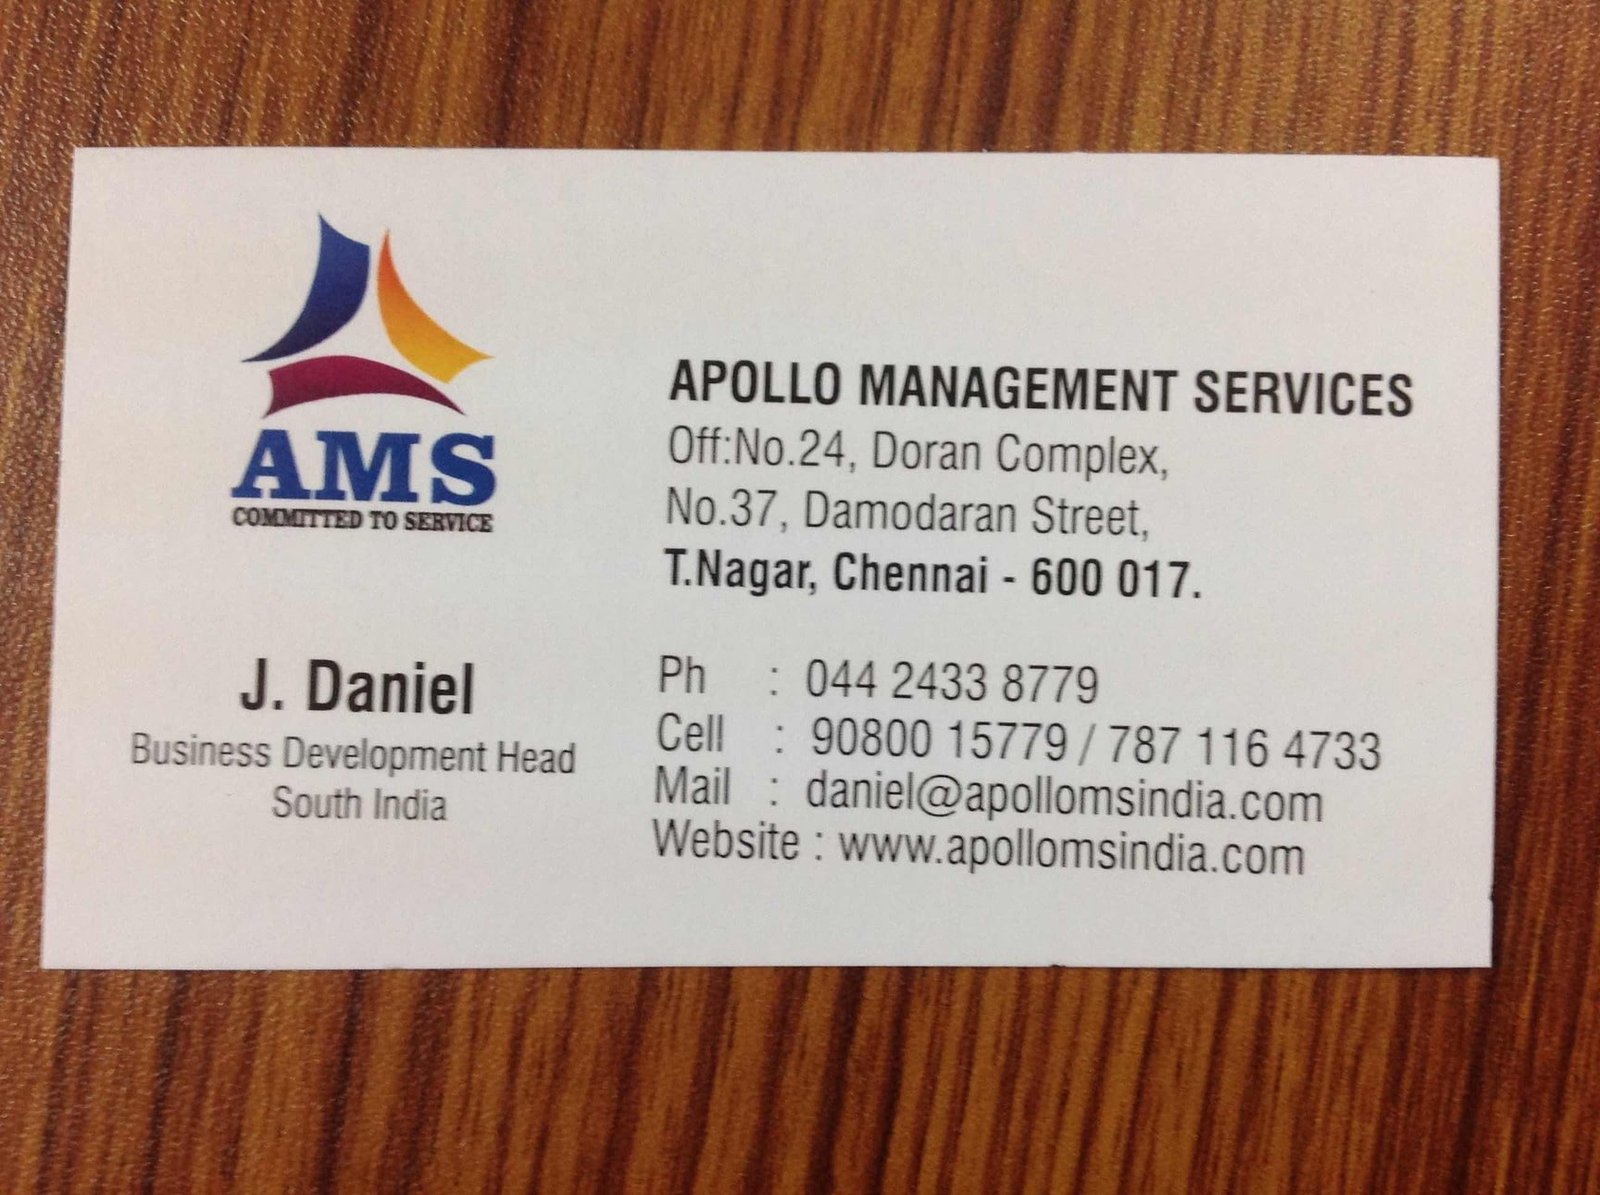 AMS
COMMITTED TO SERVICE
J. Daniel
Business Development Head
South India
APOLLO MANAGEMENT SERVICES
Off:No.24, Doran Complex,
No.37, Damodaran Street,
T.Nagar, Chennai - 600 017.
Ph : 044 2433 8779
Cell : 90800 15779 / 787 116 4733
Mail : daniel@apollomsindia.com
Website : www.apollomsindia.com